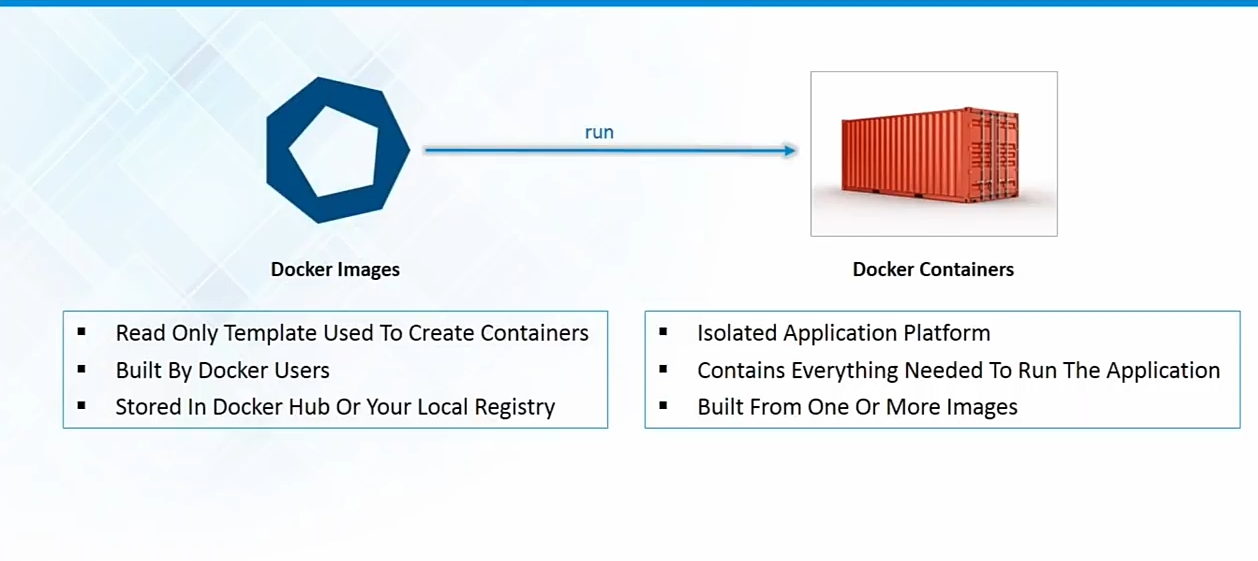 run
Docker Images
Docker Containers
▪ Read Only Template Used To Create Containers
▪ Built By Docker Users
▪ Stored In Docker Hub Or Your Local Registry
▪ Isolated Application Platform
▪ Contains Everything Needed To Run The Application
▪ Built From One Or More Images